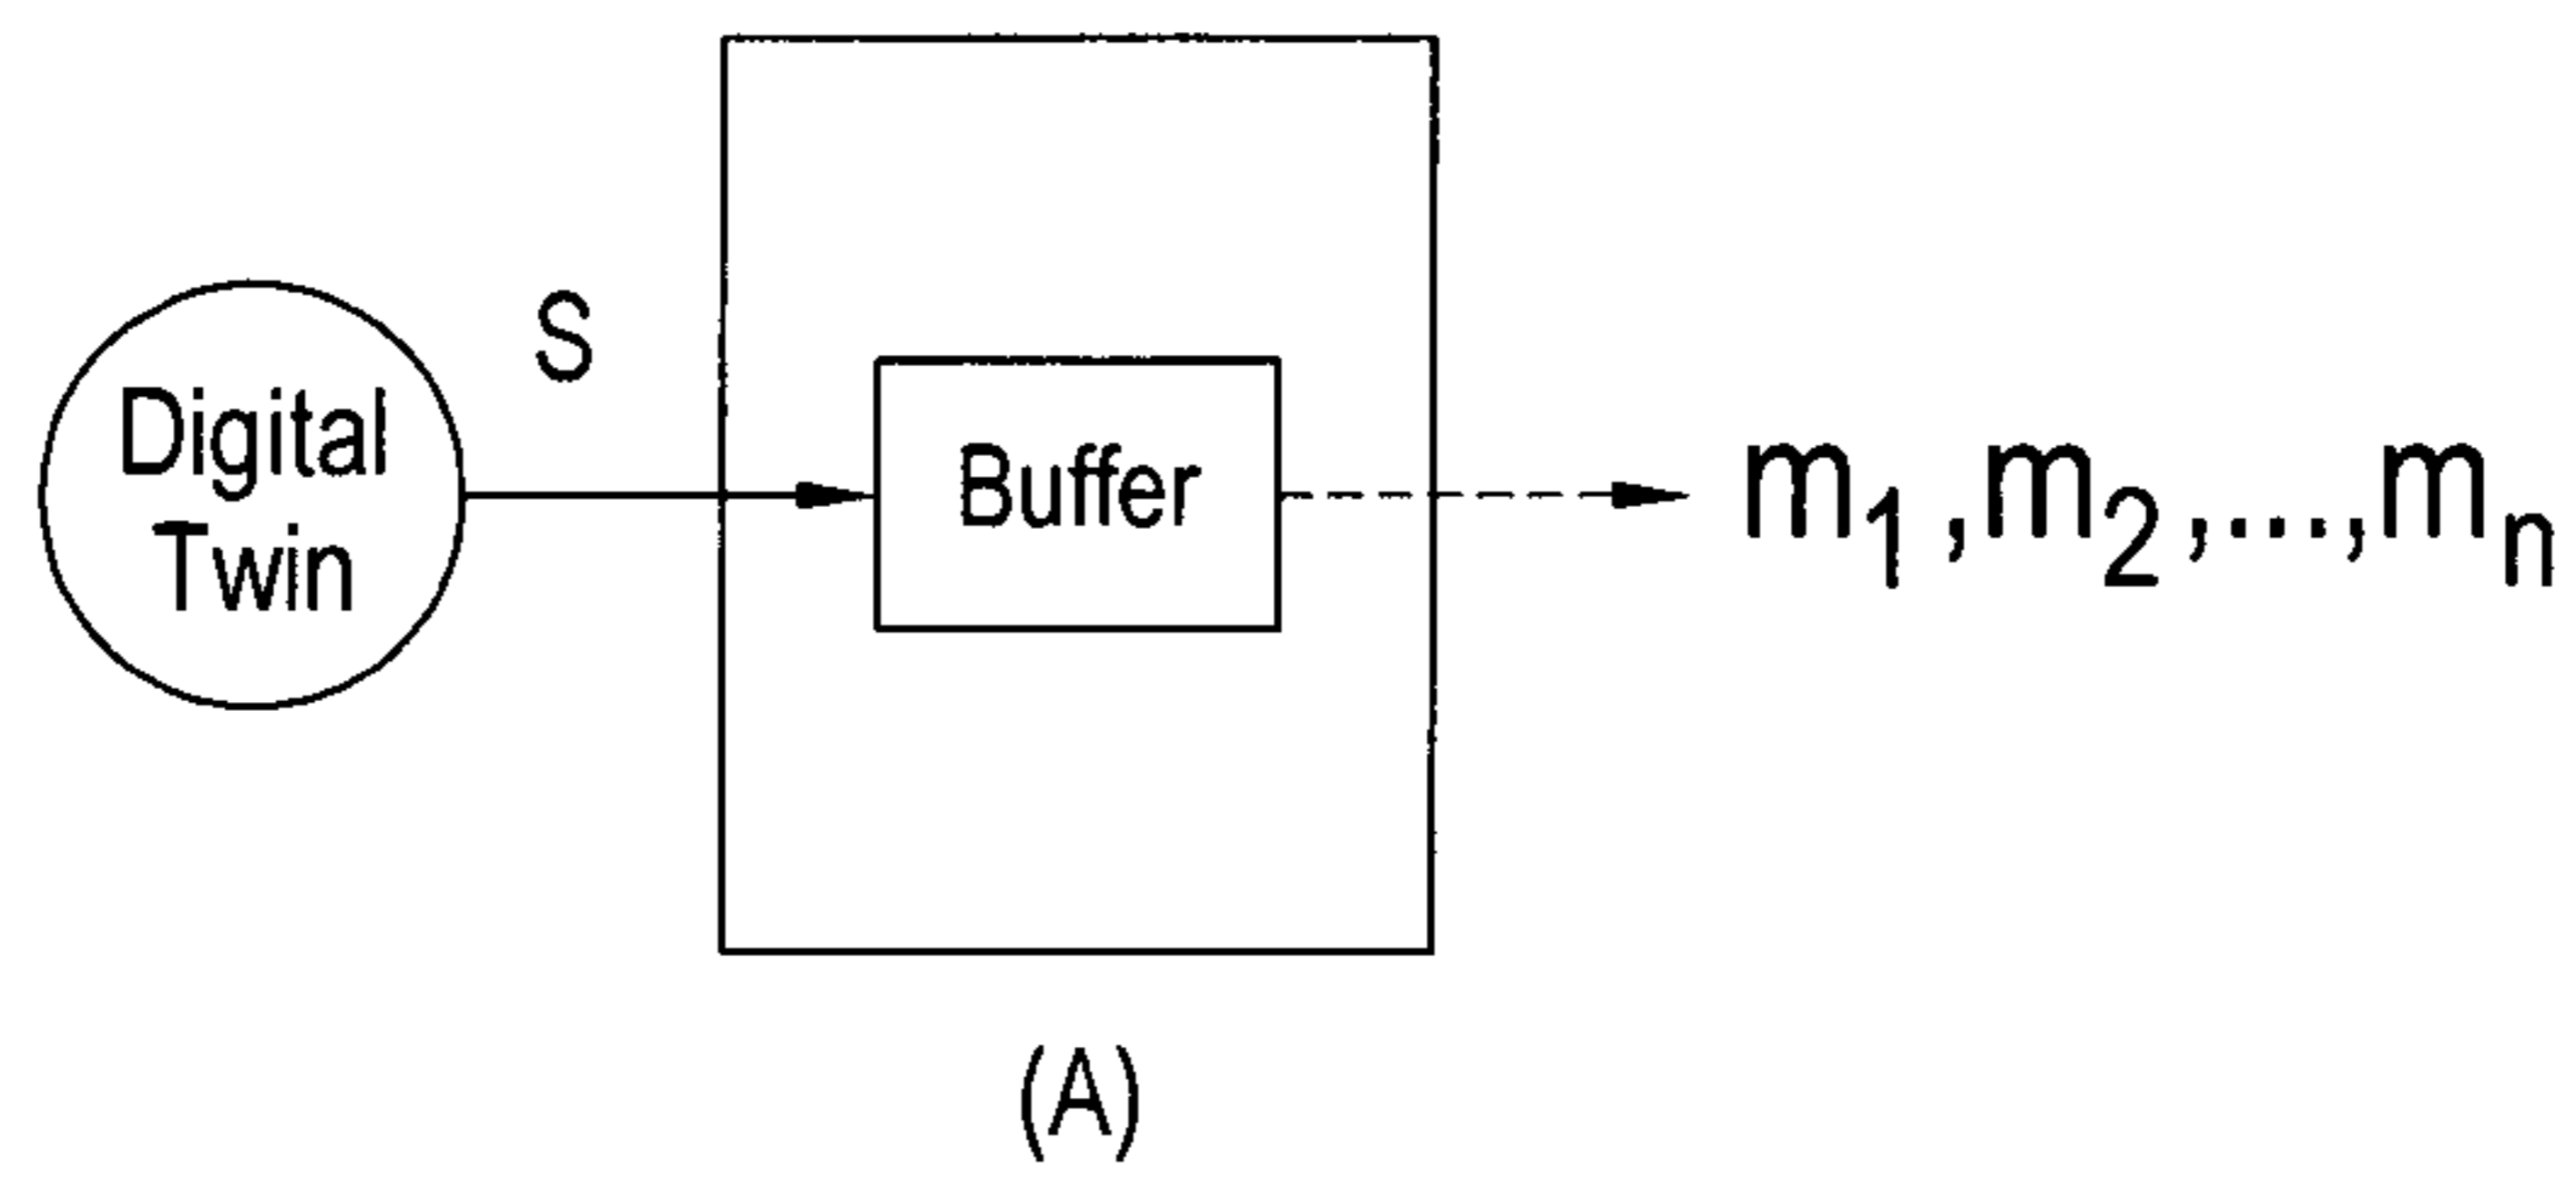 S
Digital
Twin
Buffer
m₁,m₂,...,mₙ
(A)